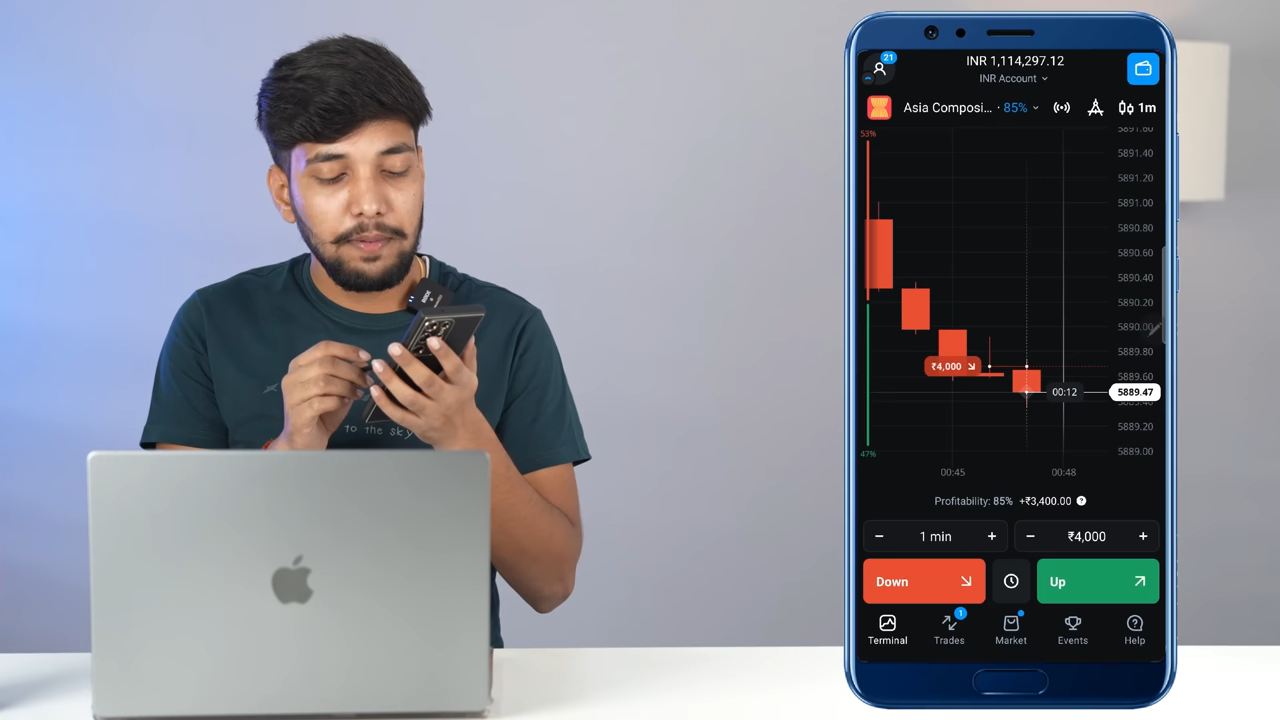 to the sky
21
INR 1,114,297.12
INR Account
Asia Composi... · 85%
1m
53%
5891.60
5891.40
5891.20
5891.00
5890.80
5890.60
5890.40
5890.20
5890.00
5889.80
₹4,000
5889.60
00:12
5889.47
5889.20
47%
5889.00
00:45
00:48
Profitability: 85% +₹3,400.00 ?
− 1 min +
− ₹4,000 +
Down
Up
1
Terminal
Trades
Market
Events
Help